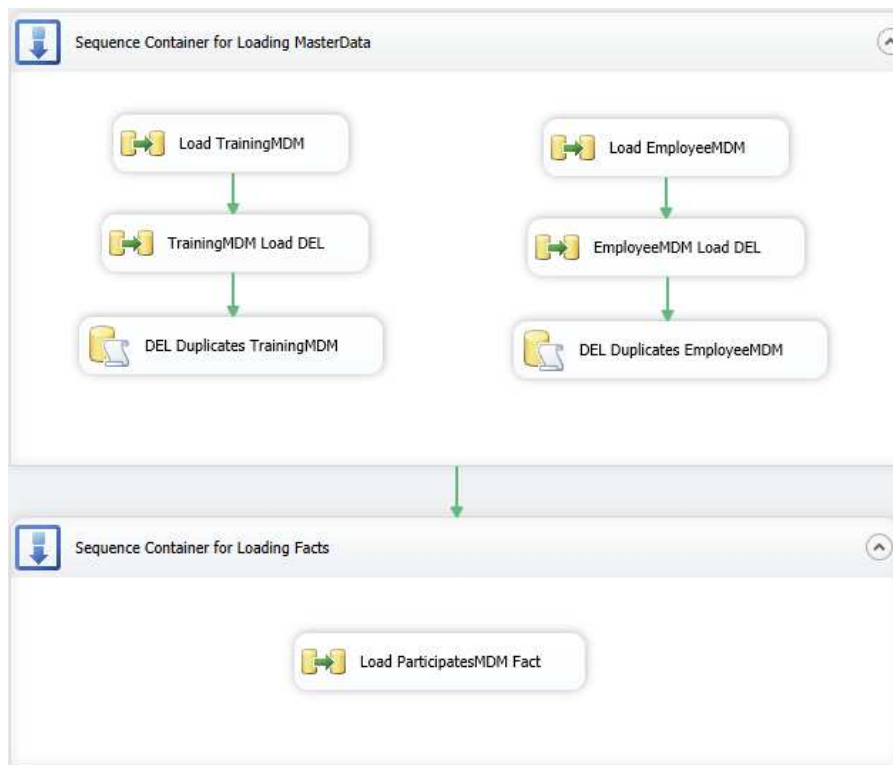 Sequence Container for Loading MasterData
Load TrainingMDM
Load EmployeeMDM
TrainingMDM Load DEL
EmployeeMDM Load DEL
DEL Duplicates TrainingMDM
DEL Duplicates EmployeeMDM
Sequence Container for Loading Facts
Load ParticipatesMDM Fact